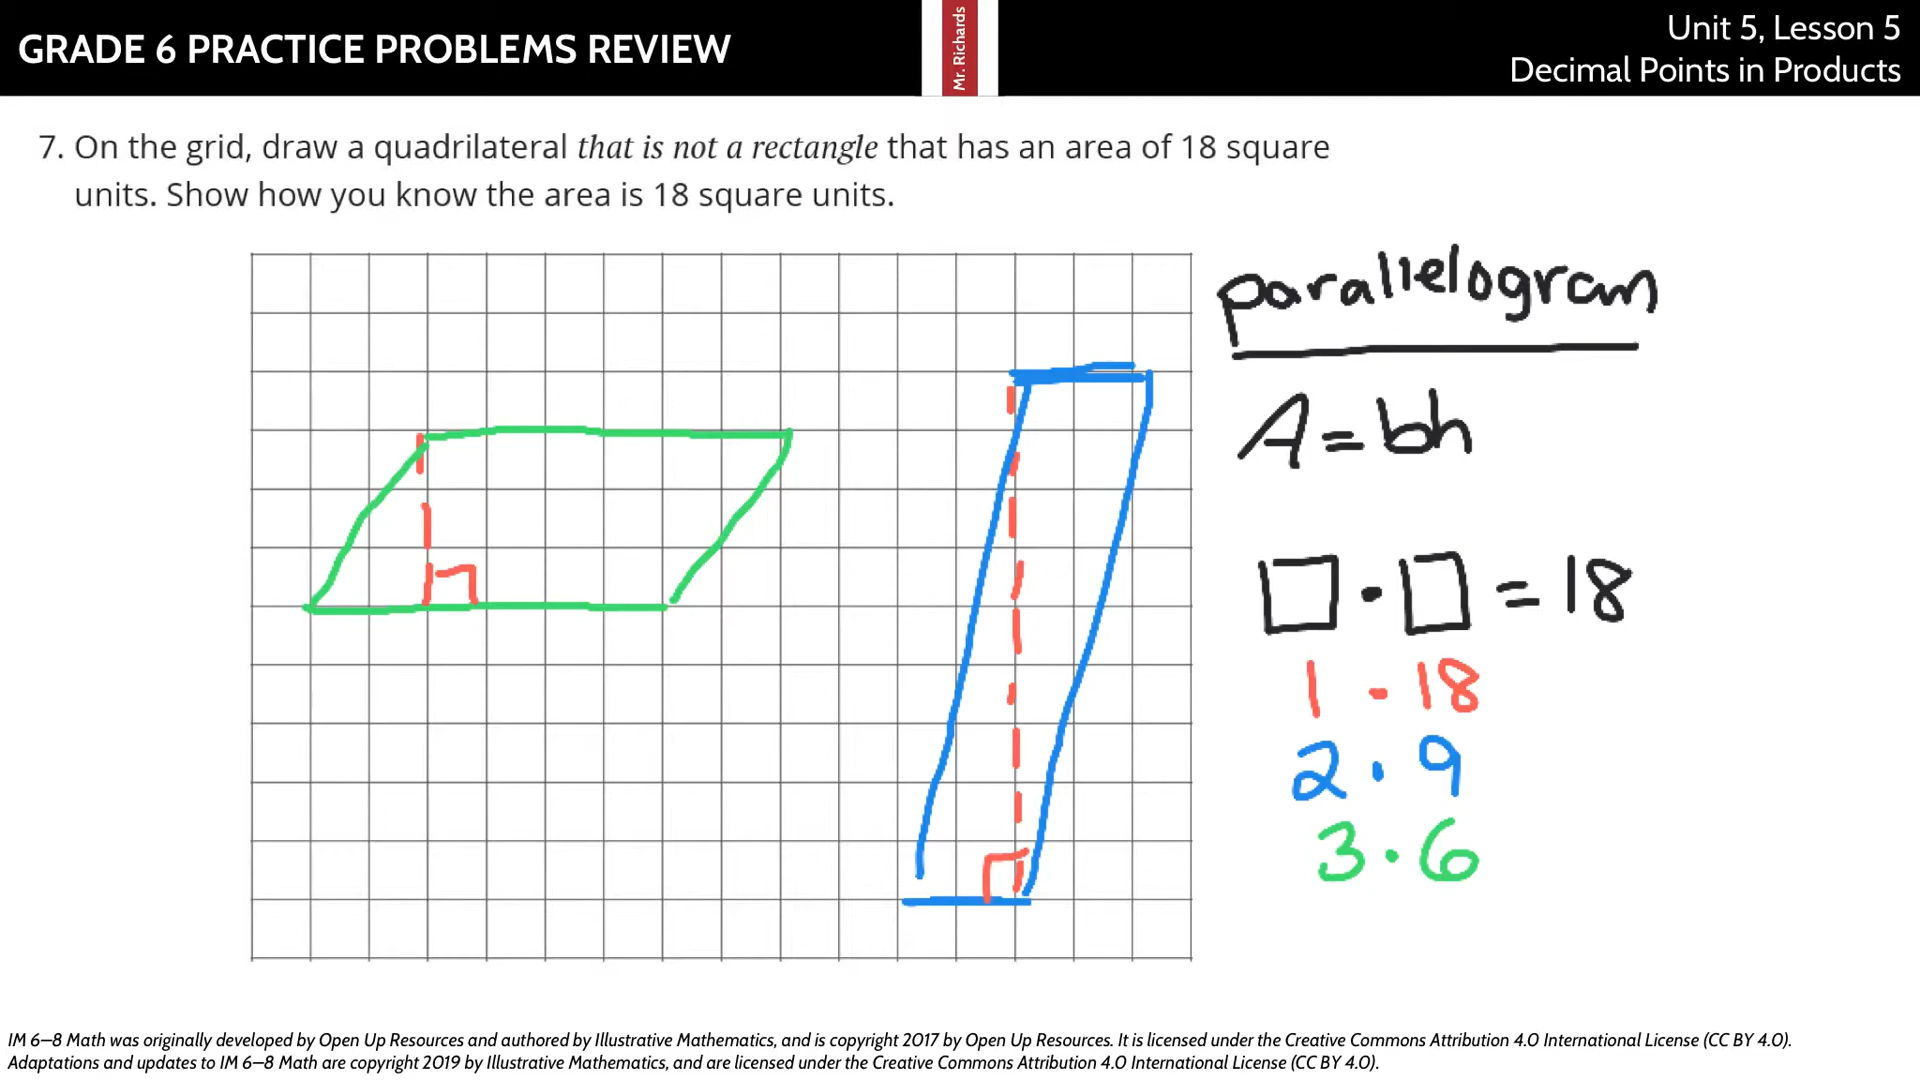 GRADE 6 PRACTICE PROBLEMS REVIEW
Mr. Richards
Unit 5, Lesson 5
Decimal Points in Products
7. On the grid, draw a quadrilateral that is not a rectangle that has an area of 18 square
units. Show how you know the area is 18 square units.
parallelogram
A = bh
□ · □ = 18
1 · 18
2 · 9
3 · 6
IM 6–8 Math was originally developed by Open Up Resources and authored by Illustrative Mathematics, and is copyright 2017 by Open Up Resources. It is licensed under the Creative Commons Attribution 4.0 International License (CC BY 4.0).
Adaptations and updates to IM 6–8 Math are copyright 2019 by Illustrative Mathematics, and are licensed under the Creative Commons Attribution 4.0 International License (CC BY 4.0).